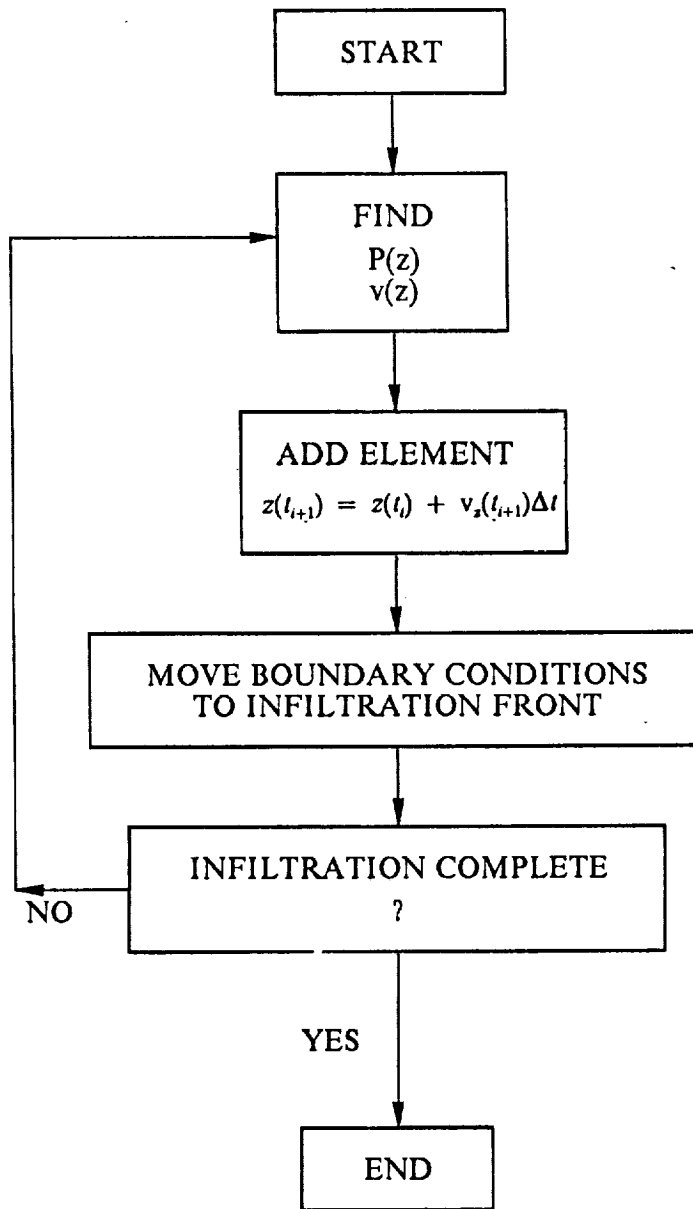 START
FIND
P(z)
v(z)
ADD ELEMENT
z(t_{i+1}) = z(t_i) + v_z(t_{i+1})Δt
MOVE BOUNDARY CONDITIONS
TO INFILTRATION FRONT
INFILTRATION COMPLETE
?
NO
YES
END